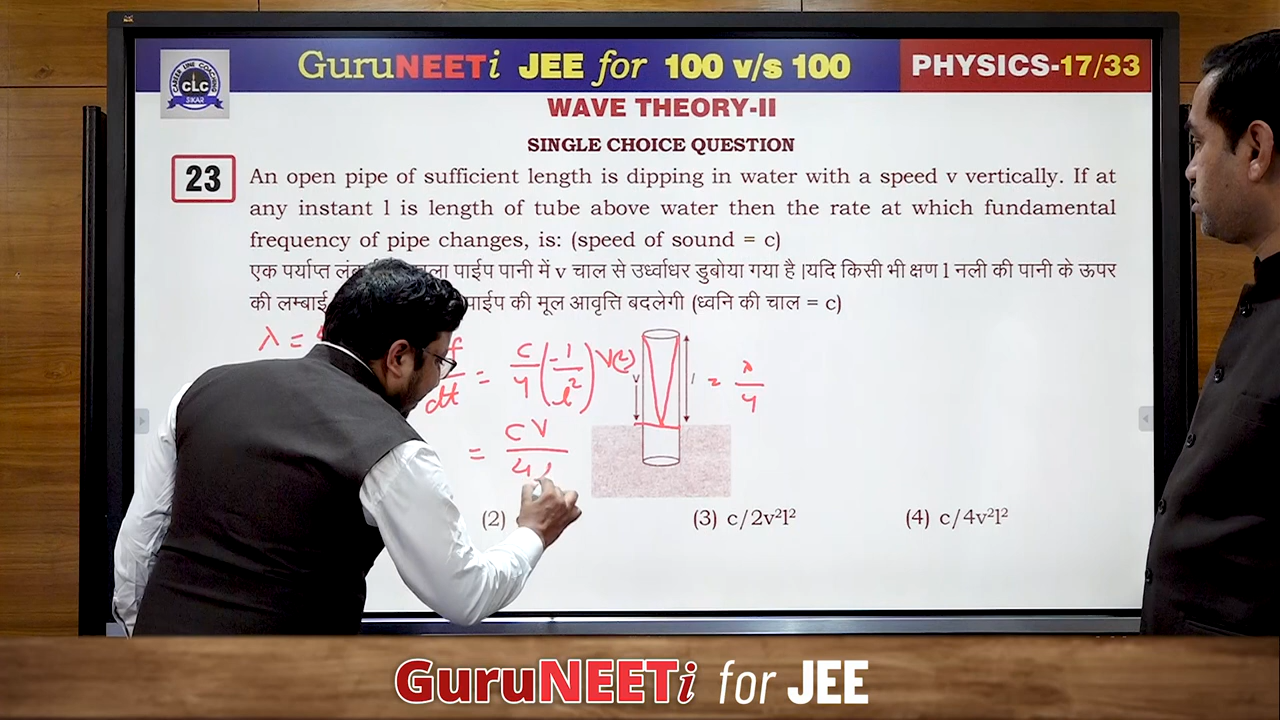 GuruNEETi JEE for 100 v/s 100
PHYSICS-17/33
CAREER LINE COACHING
CLC
SIKAR
WAVE THEORY-II
SINGLE CHOICE QUESTION
23
An open pipe of sufficient length is dipping in water with a speed v vertically. If at
any instant l is length of tube above water then the rate at which fundamental
frequency of pipe changes, is: (speed of sound = c)
एक पर्याप्त पाईप पानी में v चाल से उर्ध्वाधर डुबोया गया है ।यदि किसी भी क्षण l नली की पानी के ऊपर
की लम्बाई पाईप की मूल आवृत्ति बदलेगी (ध्वनि की चाल = c)
λ =
f/dt = c/4 (-1/l²) v(-)
v
l
= λ/4
= cv/4
(2)
(3) c/2v²l²
(4) c/4v²l²
GuruNEETi for JEE